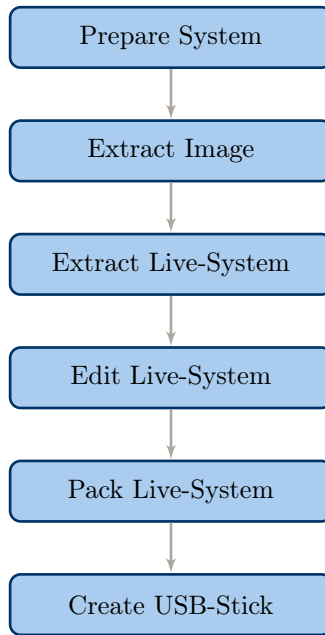 Prepare System
Extract Image
Extract Live-System
Edit Live-System
Pack Live-System
Create USB-Stick